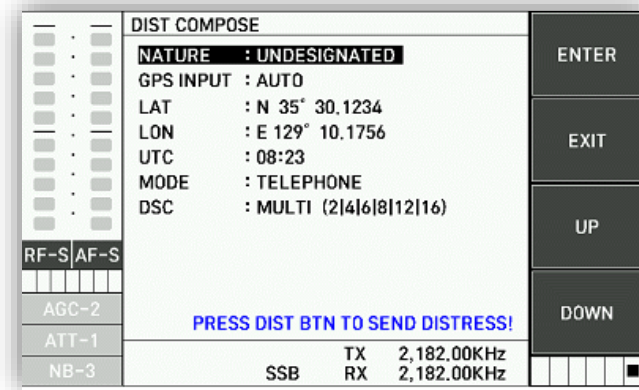 DIST COMPOSE
NATURE : UNDESIGNATED
GPS INPUT : AUTO
LAT : N 35° 30.1234
LON : E 129° 10.1756
UTC : 08:23
MODE : TELEPHONE
DSC : MULTI (2|4|6|8|12|16)
PRESS DIST BTN TO SEND DISTRESS!
TX 2,182.00KHz
SSB RX 2,182.00KHz
RF-S AF-S
AGC-2
ATT-1
NB-3
ENTER
EXIT
UP
DOWN